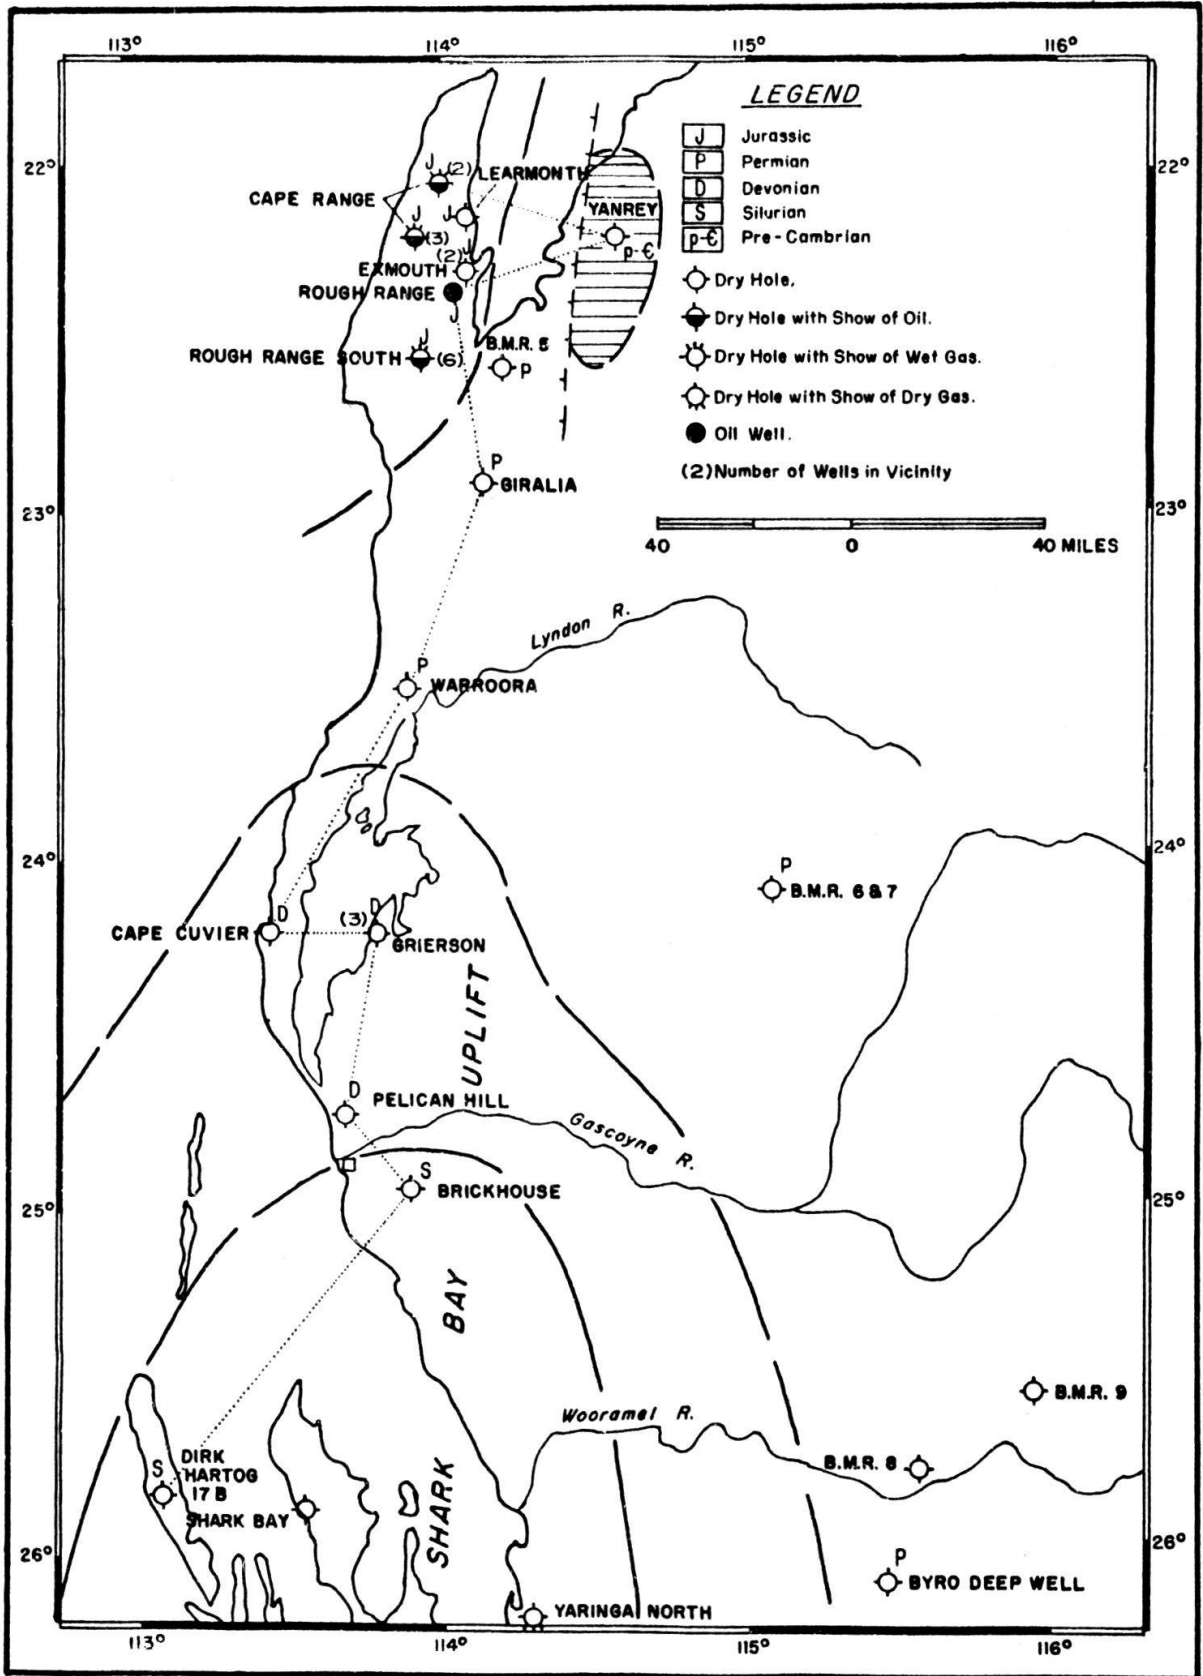 113°
114°
115°
116°
LEGEND
J Jurassic
P Permian
D Devonian
S Silurian
p-Є Pre-Cambrian
Dry Hole.
Dry Hole with Show of Oil.
Dry Hole with Show of Wet Gas.
Dry Hole with Show of Dry Gas.
Oil Well.
(2) Number of Wells in Vicinity
40 0 40 MILES
22°
22°
J (2)
LEARMONTH
CAPE RANGE
J
J
(3)
YANREY
p-Є
J
(2)
EXMOUTH
ROUGH RANGE
J
J
ROUGH RANGE SOUTH
(6)
B.M.R. 5
P
P
GIRALIA
23°
23°
Lyndon R.
P
WARROORA
24°
24°
P
B.M.R. 6 & 7
D
CAPE CUVIER
(3)
D
GRIERSON
UPLIFT
D
PELICAN HILL
Gascoyne R.
S
BRICKHOUSE
25°
25°
BAY
B.M.R. 9
Wooramel R.
B.M.R. 8
S
DIRK
HARTOG
17 B
SHARK BAY
SHARK
26°
26°
P
BYRO DEEP WELL
YARINGA NORTH
113°
114°
115°
116°